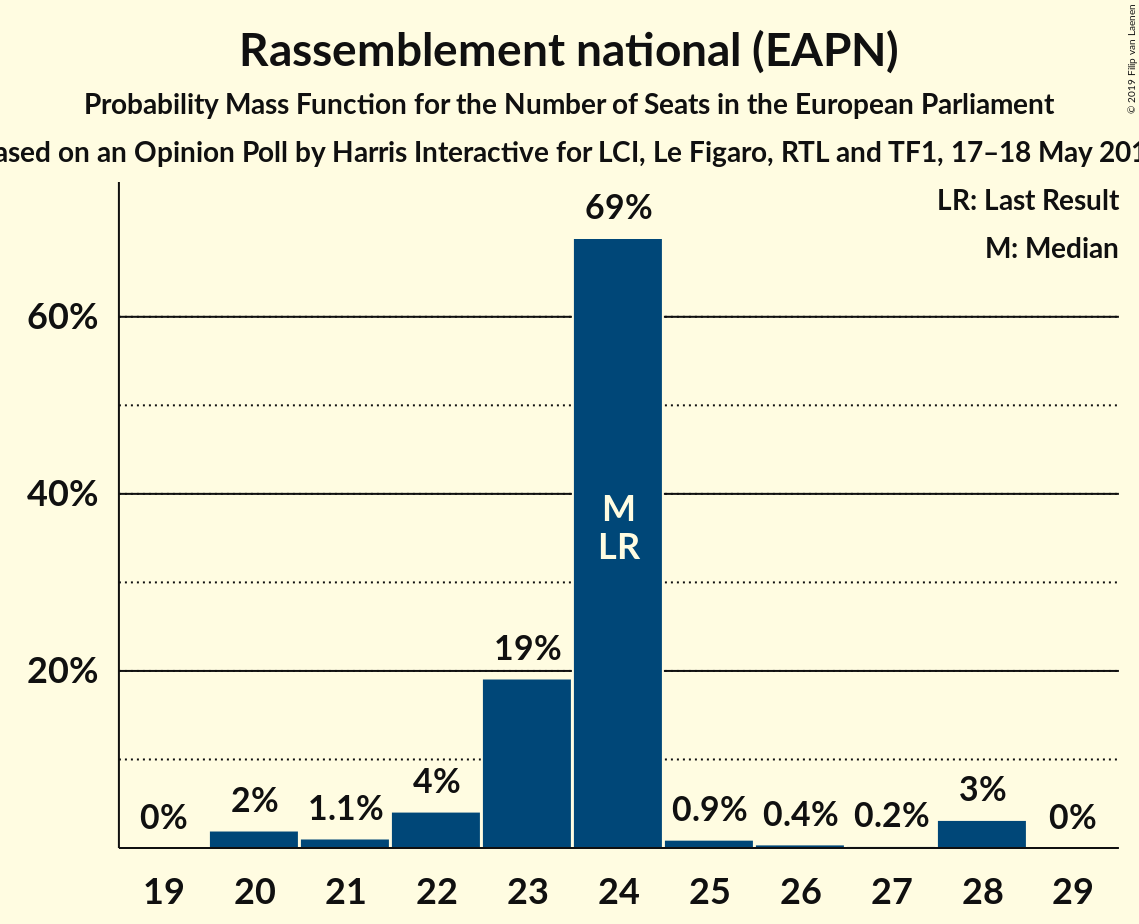 © 2019 Filip van Laenen
Rassemblement national (EAPN)
Probability Mass Function for the Number of Seats in the European Parliament
ased on an Opinion Poll by Harris Interactive for LCI, Le Figaro, RTL and TF1, 17–18 May 201
LR: Last Result
M: Median
69%
60%
40%
M
LR
19%
20%
4%
3%
2%
1.1%
0.9%
0.4%
0.2%
0%
0%
19 20 21 22 23 24 25 26 27 28 29